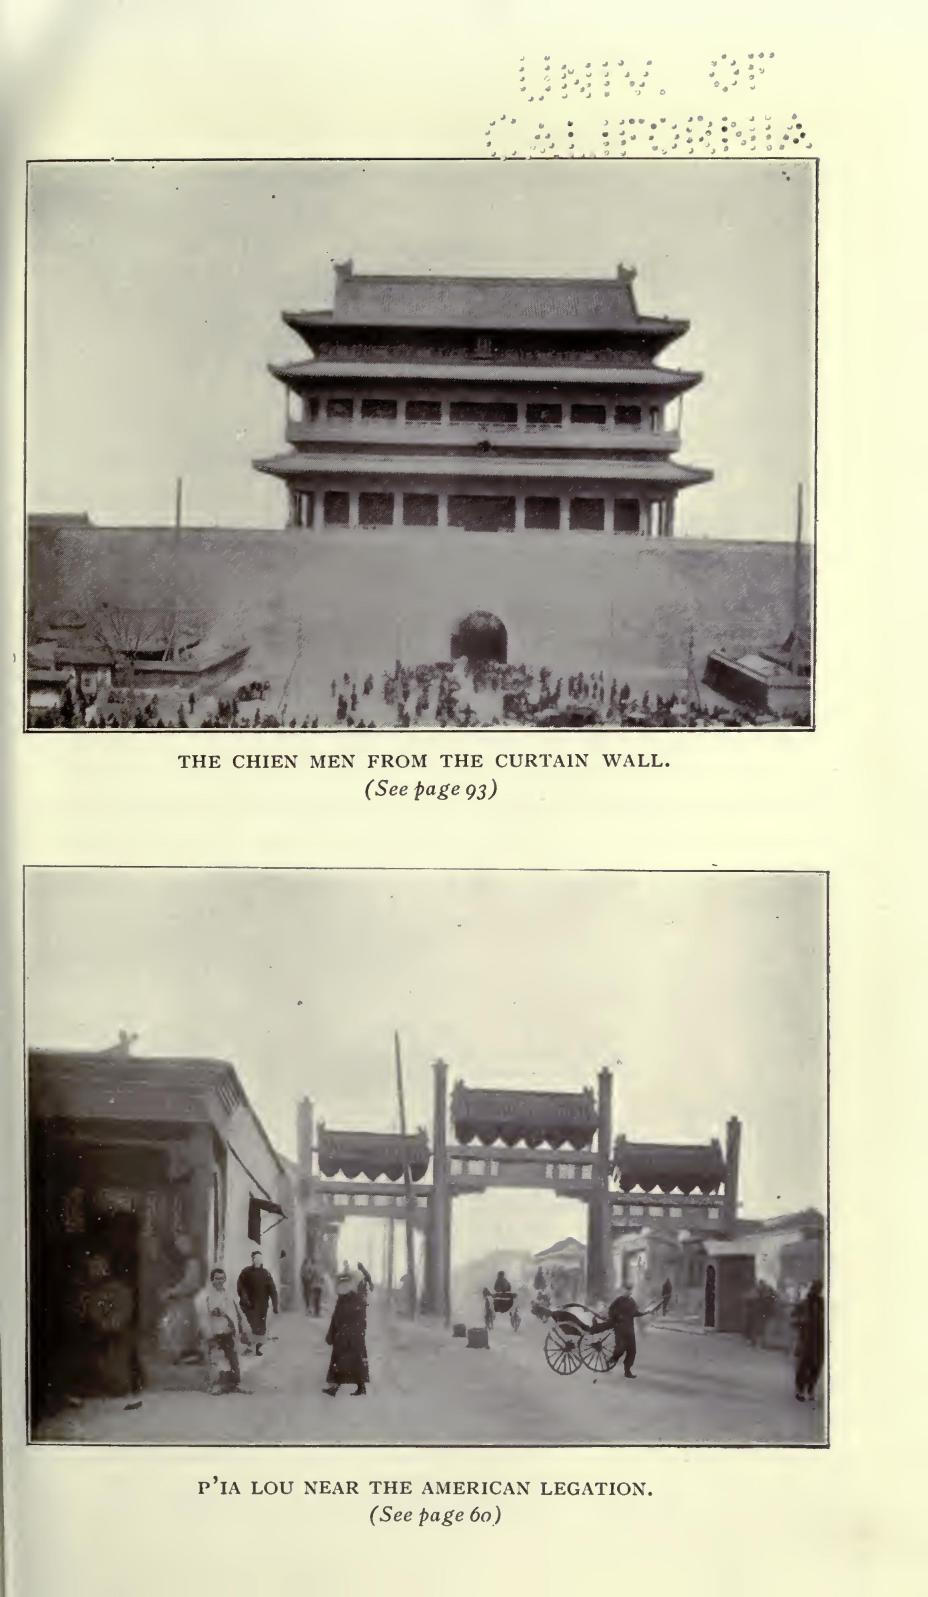 UNIV. OF
CALIFORNIA
THE CHIEN MEN FROM THE CURTAIN WALL.
(See page 93)
P'IA LOU NEAR THE AMERICAN LEGATION.
(See page 60)